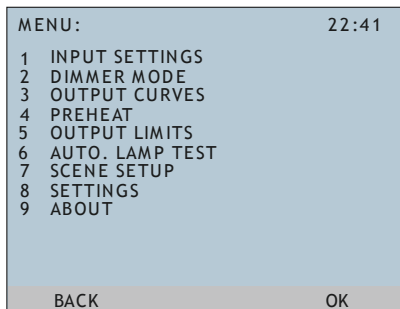 MENU: 22:41
1 INPUT SETTINGS
2 DIMMER MODE
3 OUTPUT CURVES
4 PREHEAT
5 OUTPUT LIMITS
6 AUTO. LAMP TEST
7 SCENE SETUP
8 SETTINGS
9 ABOUT
BACK OK